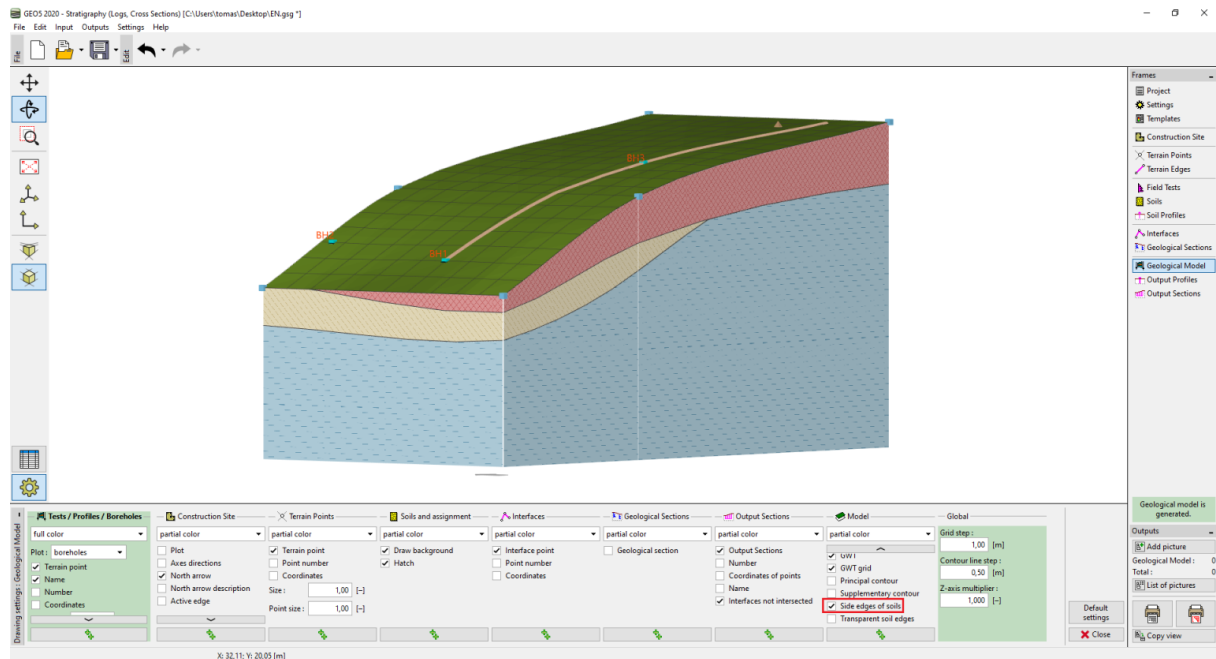 GEO5 2020 - Stratigraphy (Logs, Cross Sections) [C:\Users\tomas\Desktop\EN.gsg *]
File Edit Input Outputs Settings Help
File
Edit
BH3
BH2
BH1
Frames
Project
Settings
Templates
Construction Site
Terrain Points
Terrain Edges
Field Tests
Soils
Soil Profiles
Interfaces
Geological Sections
Geological Model
Output Profiles
Output Sections
Geological model is
generated.
Outputs
Add picture
Geological Model : 0
Total : 0
List of pictures
Copy view
Drawing settings : Geological Model
Tests / Profiles / Boreholes
full color
Plot : boreholes
Terrain point
Name
Number
Coordinates
Construction Site
partial color
Plot
Axes directions
North arrow
North arrow description
Active edge
Terrain Points
partial color
Terrain point
Point number
Coordinates
Size : 1,00 [–]
Point size : 1,00 [–]
Soils and assignment
partial color
Draw background
Hatch
Interfaces
partial color
Interface point
Point number
Coordinates
Geological Sections
partial color
Geological section
Output Sections
partial color
Output Sections
Number
Coordinates of points
Name
Interfaces not intersected
Model
partial color
GWT
GWT grid
Principal contour
Supplementary contour
Side edges of soils
Transparent soil edges
Global
Grid step :
1,00 [m]
Contour line step :
0,50 [m]
Z-axis multiplier :
1,000 [–]
Default
settings
Close
X: 32,11; Y: 20,05 [m]